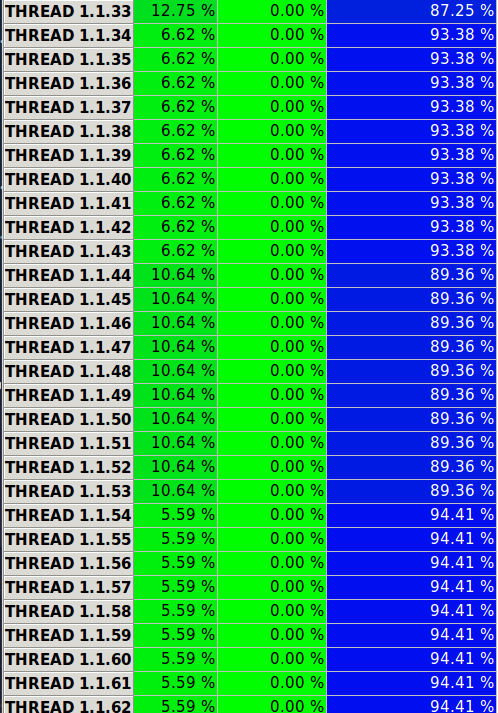 THREAD 1.1.33 12.75 % 0.00 % 87.25 %
THREAD 1.1.34 6.62 % 0.00 % 93.38 %
THREAD 1.1.35 6.62 % 0.00 % 93.38 %
THREAD 1.1.36 6.62 % 0.00 % 93.38 %
THREAD 1.1.37 6.62 % 0.00 % 93.38 %
THREAD 1.1.38 6.62 % 0.00 % 93.38 %
THREAD 1.1.39 6.62 % 0.00 % 93.38 %
THREAD 1.1.40 6.62 % 0.00 % 93.38 %
THREAD 1.1.41 6.62 % 0.00 % 93.38 %
THREAD 1.1.42 6.62 % 0.00 % 93.38 %
THREAD 1.1.43 6.62 % 0.00 % 93.38 %
THREAD 1.1.44 10.64 % 0.00 % 89.36 %
THREAD 1.1.45 10.64 % 0.00 % 89.36 %
THREAD 1.1.46 10.64 % 0.00 % 89.36 %
THREAD 1.1.47 10.64 % 0.00 % 89.36 %
THREAD 1.1.48 10.64 % 0.00 % 89.36 %
THREAD 1.1.49 10.64 % 0.00 % 89.36 %
THREAD 1.1.50 10.64 % 0.00 % 89.36 %
THREAD 1.1.51 10.64 % 0.00 % 89.36 %
THREAD 1.1.52 10.64 % 0.00 % 89.36 %
THREAD 1.1.53 10.64 % 0.00 % 89.36 %
THREAD 1.1.54 5.59 % 0.00 % 94.41 %
THREAD 1.1.55 5.59 % 0.00 % 94.41 %
THREAD 1.1.56 5.59 % 0.00 % 94.41 %
THREAD 1.1.57 5.59 % 0.00 % 94.41 %
THREAD 1.1.58 5.59 % 0.00 % 94.41 %
THREAD 1.1.59 5.59 % 0.00 % 94.41 %
THREAD 1.1.60 5.59 % 0.00 % 94.41 %
THREAD 1.1.61 5.59 % 0.00 % 94.41 %
THREAD 1.1.62 5.59 % 0.00 % 94.41 %